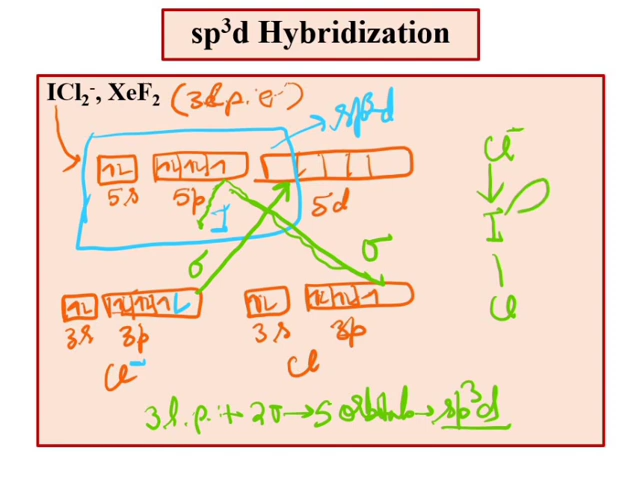 sp³d Hybridization
ICl₂⁻, XeF₂ (3 l.p. e⁻)
sp³d
5s 5p I 5d
σ σ
3s 3p 3s 3p
Cl⁻ Cl
Cl⁻
I
Cl
3 l.p. + 2σ → 5 orbitals → sp³d